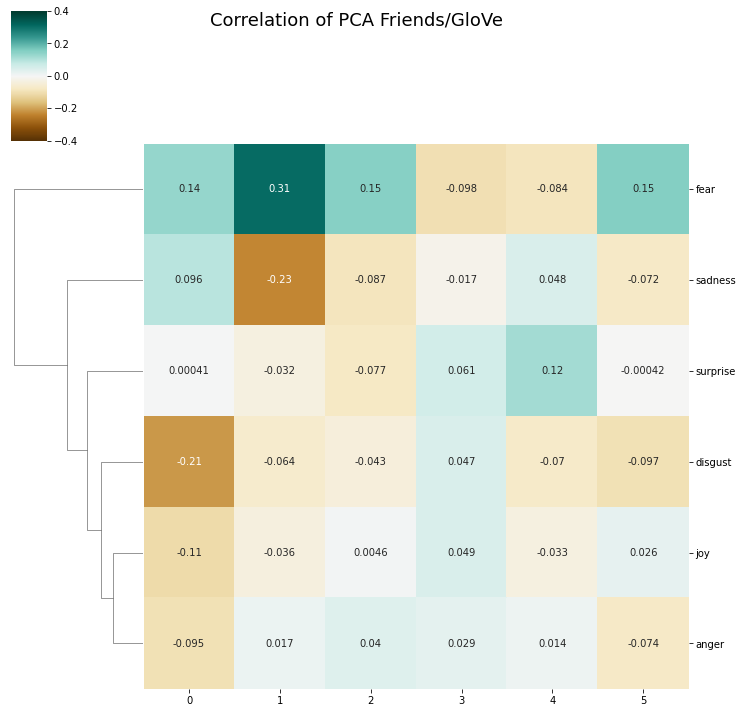 Correlation of PCA Friends/GloVe
0.4
0.2
0.0
−0.2
−0.4
0.14 0.31 0.15 -0.098 -0.084 0.15 fear
0.096 -0.23 -0.087 -0.017 0.048 -0.072 sadness
0.00041 -0.032 -0.077 0.061 0.12 -0.00042 surprise
-0.21 -0.064 -0.043 0.047 -0.07 -0.097 disgust
-0.11 -0.036 0.0046 0.049 -0.033 0.026 joy
-0.095 0.017 0.04 0.029 0.014 -0.074 anger
0 1 2 3 4 5